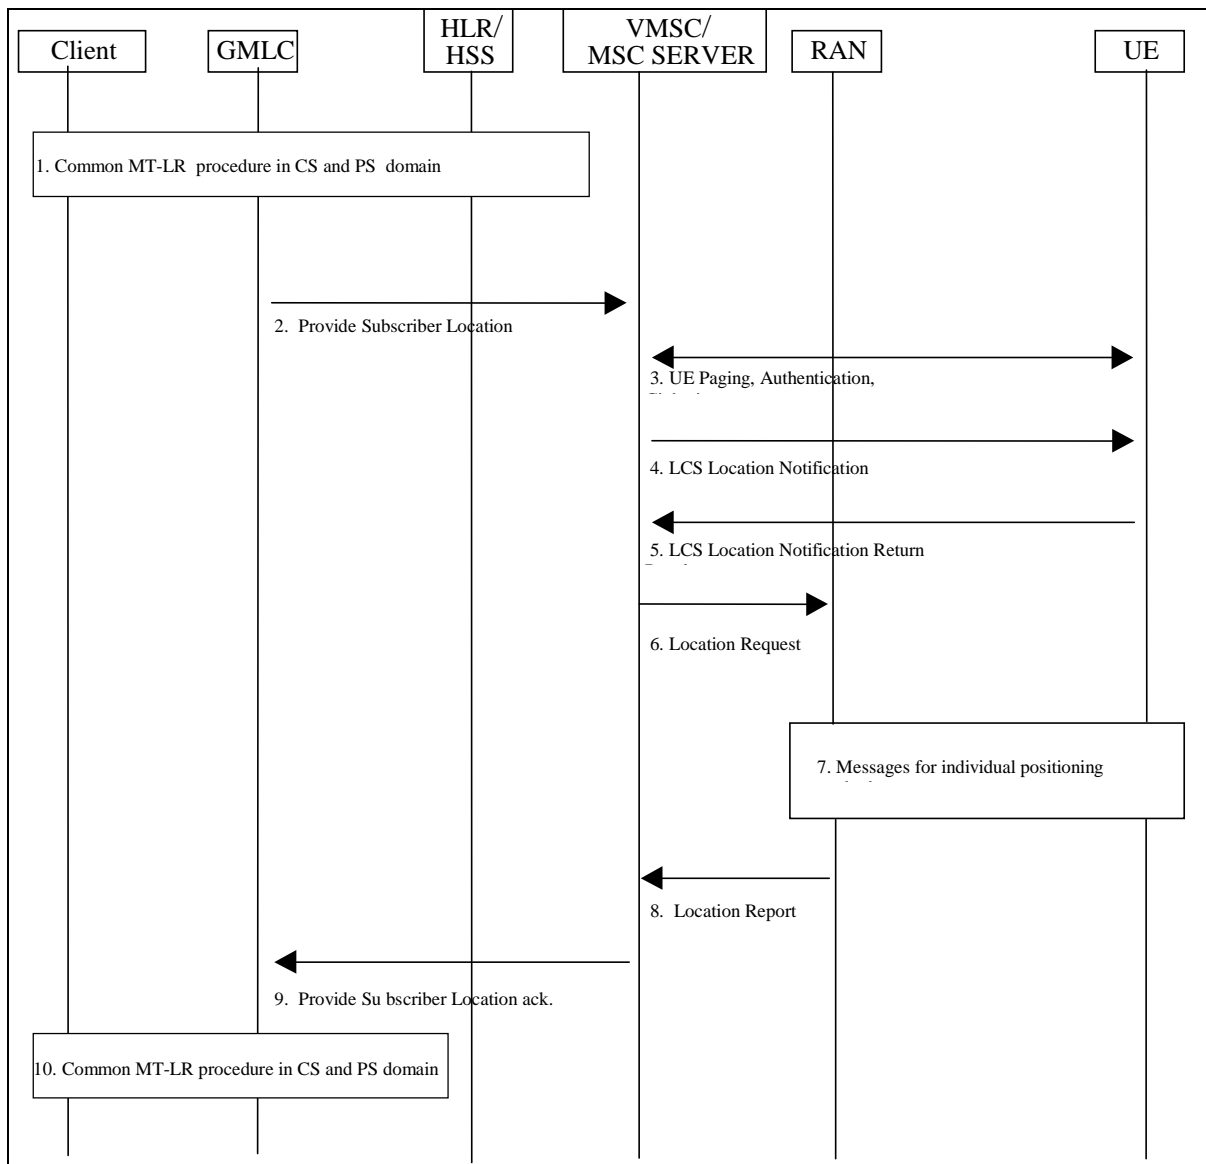 Client
GMLC
HLR/
HSS
VMSC/
MSC SERVER
RAN
UE
1. Common MT-LR procedure in CS and PS domain
2. Provide Subscriber Location
3. UE Paging, Authentication,
4. LCS Location Notification
5. LCS Location Notification Return
6. Location Request
7. Messages for individual positioning
8. Location Report
9. Provide Su bscriber Location ack.
10. Common MT-LR procedure in CS and PS domain